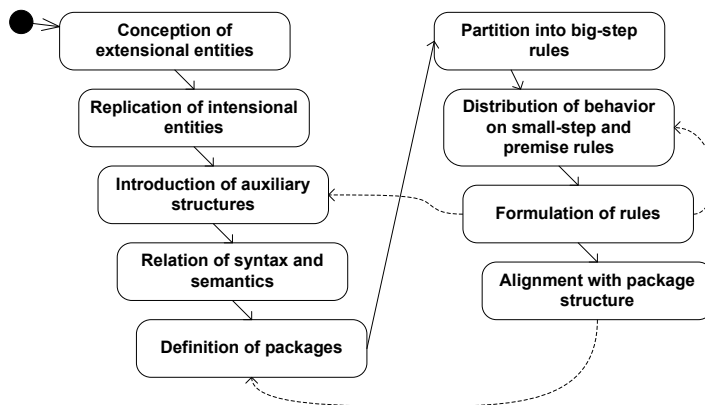 Conception of
extensional entities
Replication of intensional
entities
Introduction of auxiliary
structures
Relation of syntax and
semantics
Definition of packages
Partition into big-step
rules
Distribution of behavior
on small-step and
premise rules
Formulation of rules
Alignment with package
structure